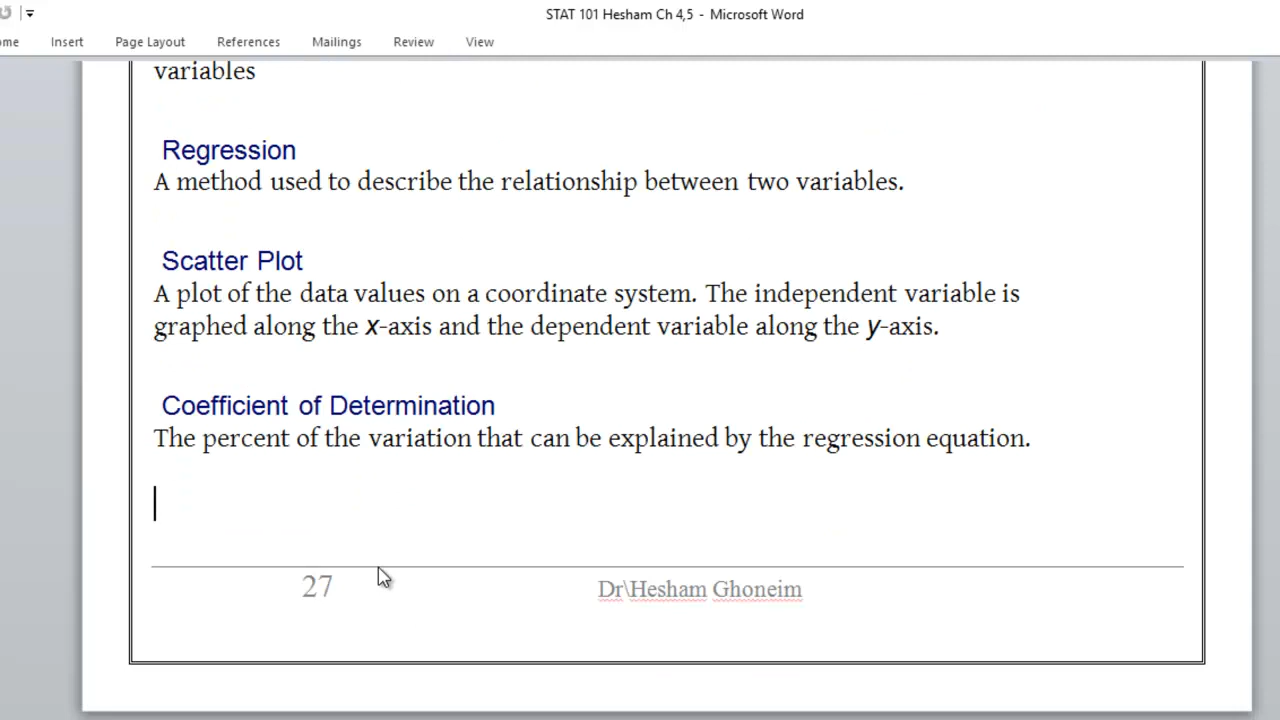 STAT 101 Hesham Ch 4,5 - Microsoft Word
ome Insert Page Layout References Mailings Review View
variables
Regression
A method used to describe the relationship between two variables.
Scatter Plot
A plot of the data values on a coordinate system. The independent variable is
graphed along the x-axis and the dependent variable along the y-axis.
Coefficient of Determination
The percent of the variation that can be explained by the regression equation.
27 Dr\Hesham Ghoneim